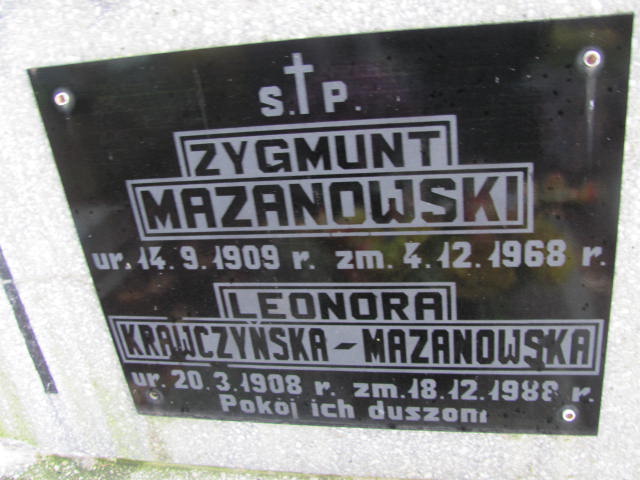 S.†P.
ZYGMUNT
MAZANOWSKI
ur. 14.9.1909 r. zm. 4.12.1968 r.
LEONORA
KRAWCZYŃSKA-MAZANOWSKA
ur. 20.3.1908 r. zm. 18.12.1988 r.
Pokój ich duszom